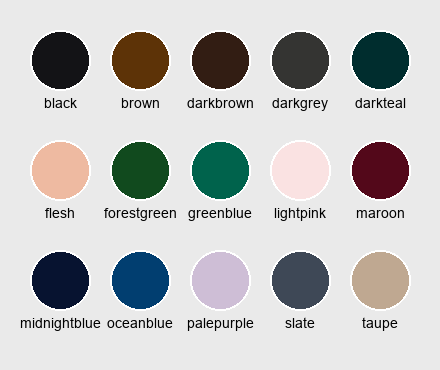 black brown darkbrown darkgrey darkteal
flesh forestgreen greenblue lightpink maroon
midnightblue oceanblue palepurple slate taupe